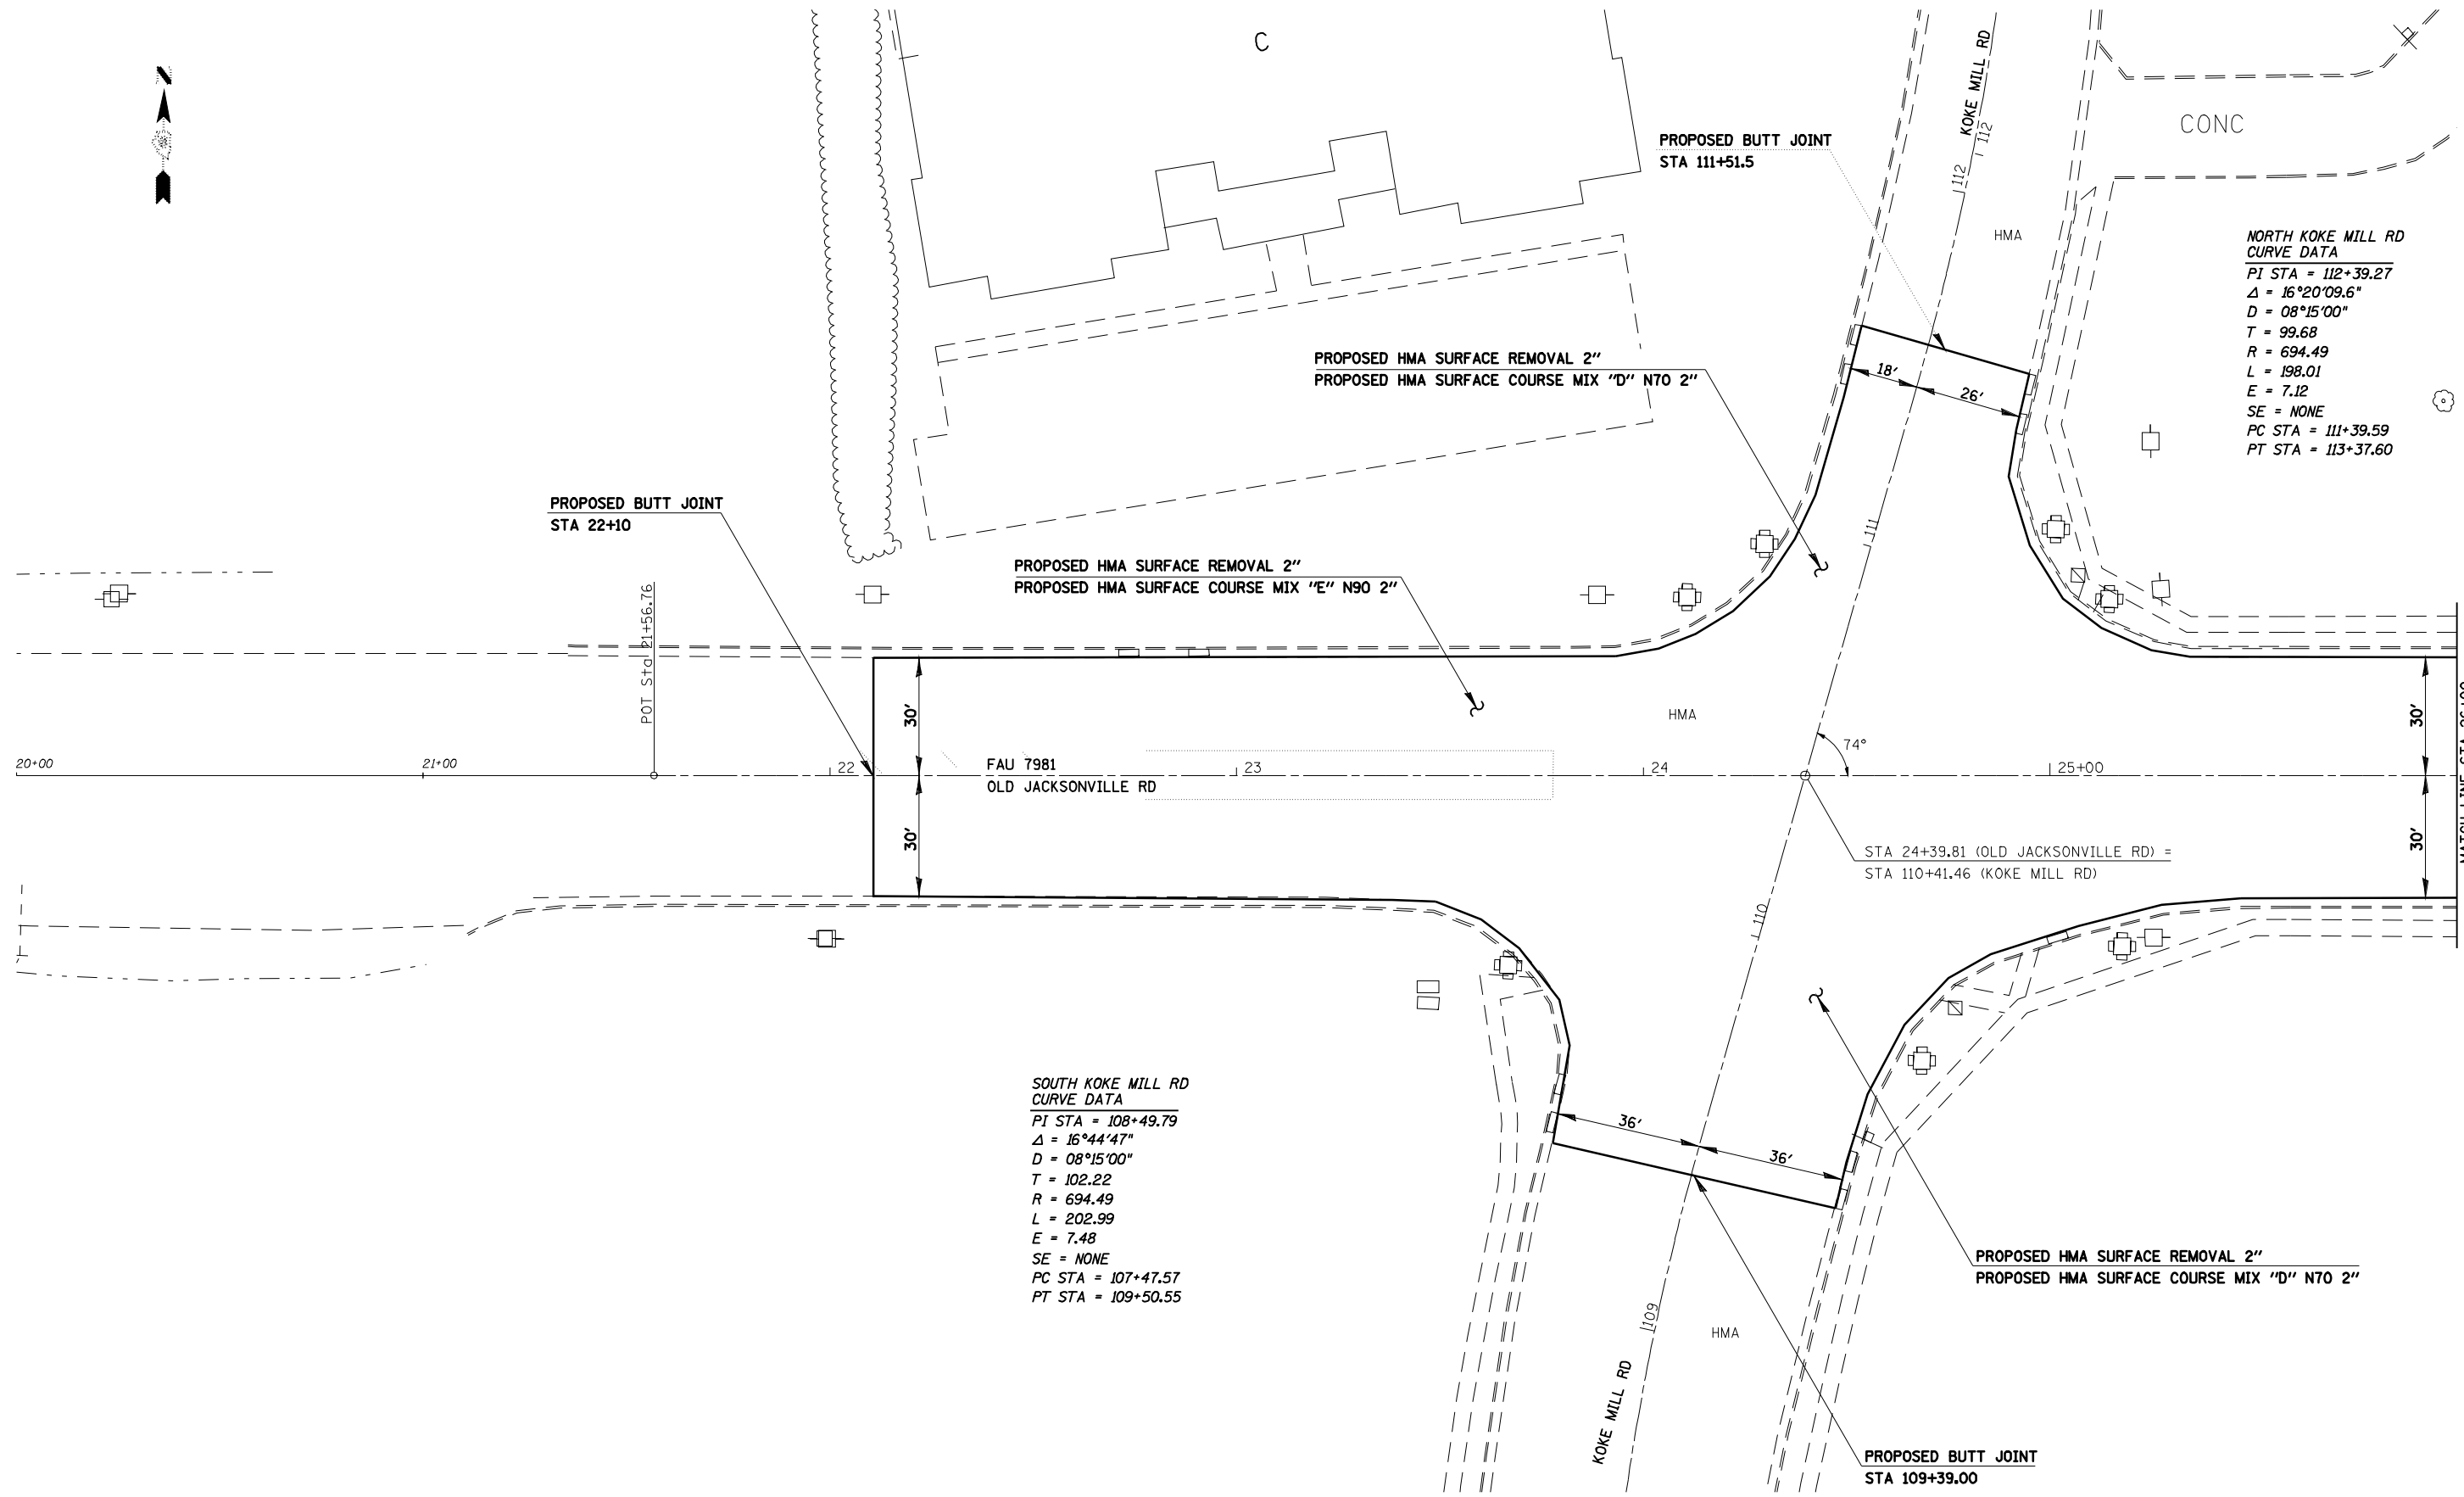 N
C
KOKE MILL RD
112
112
CONC
PROPOSED BUTT JOINT
STA 111+51.5
HMA
NORTH KOKE MILL RD
CURVE DATA
PI STA = 112+39.27
Δ = 16°20'09.6"
D = 08°15'00"
T = 99.68
R = 694.49
L = 198.01
E = 7.12
SE = NONE
PC STA = 111+39.59
PT STA = 113+37.60
PROPOSED HMA SURFACE REMOVAL 2"
PROPOSED HMA SURFACE COURSE MIX "D" N70 2"
18'
26'
PROPOSED BUTT JOINT
STA 22+10
111
PROPOSED HMA SURFACE REMOVAL 2"
PROPOSED HMA SURFACE COURSE MIX "E" N90 2"
POT Sta 21+56.76
30'
HMA
30'
74°
20+00
21+00
22
FAU 7981
23
24
25+00
OLD JACKSONVILLE RD
30'
30'
STA 24+39.81 (OLD JACKSONVILLE RD) =
STA 110+41.46 (KOKE MILL RD)
MATCH LINE STA 26+00
110
SOUTH KOKE MILL RD
CURVE DATA
PI STA = 108+49.79
Δ = 16°44'47"
D = 08°15'00"
T = 102.22
R = 694.49
L = 202.99
E = 7.48
SE = NONE
PC STA = 107+47.57
PT STA = 109+50.55
36'
36'
PROPOSED HMA SURFACE REMOVAL 2"
PROPOSED HMA SURFACE COURSE MIX "D" N70 2"
109
HMA
KOKE MILL RD
PROPOSED BUTT JOINT
STA 109+39.00